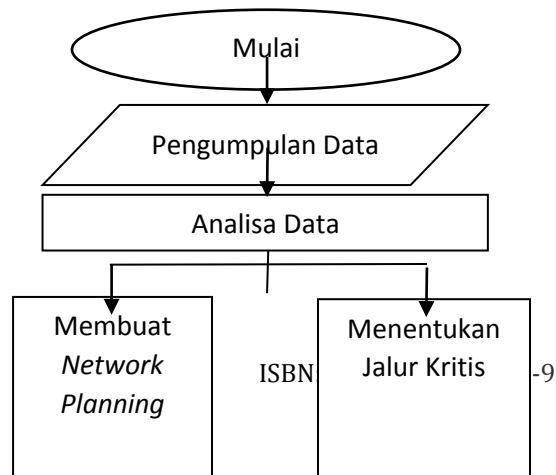 Mulai
Pengumpulan Data
Analisa Data
Membuat
Network
Planning
Menentukan
Jalur Kritis
ISBN: -9